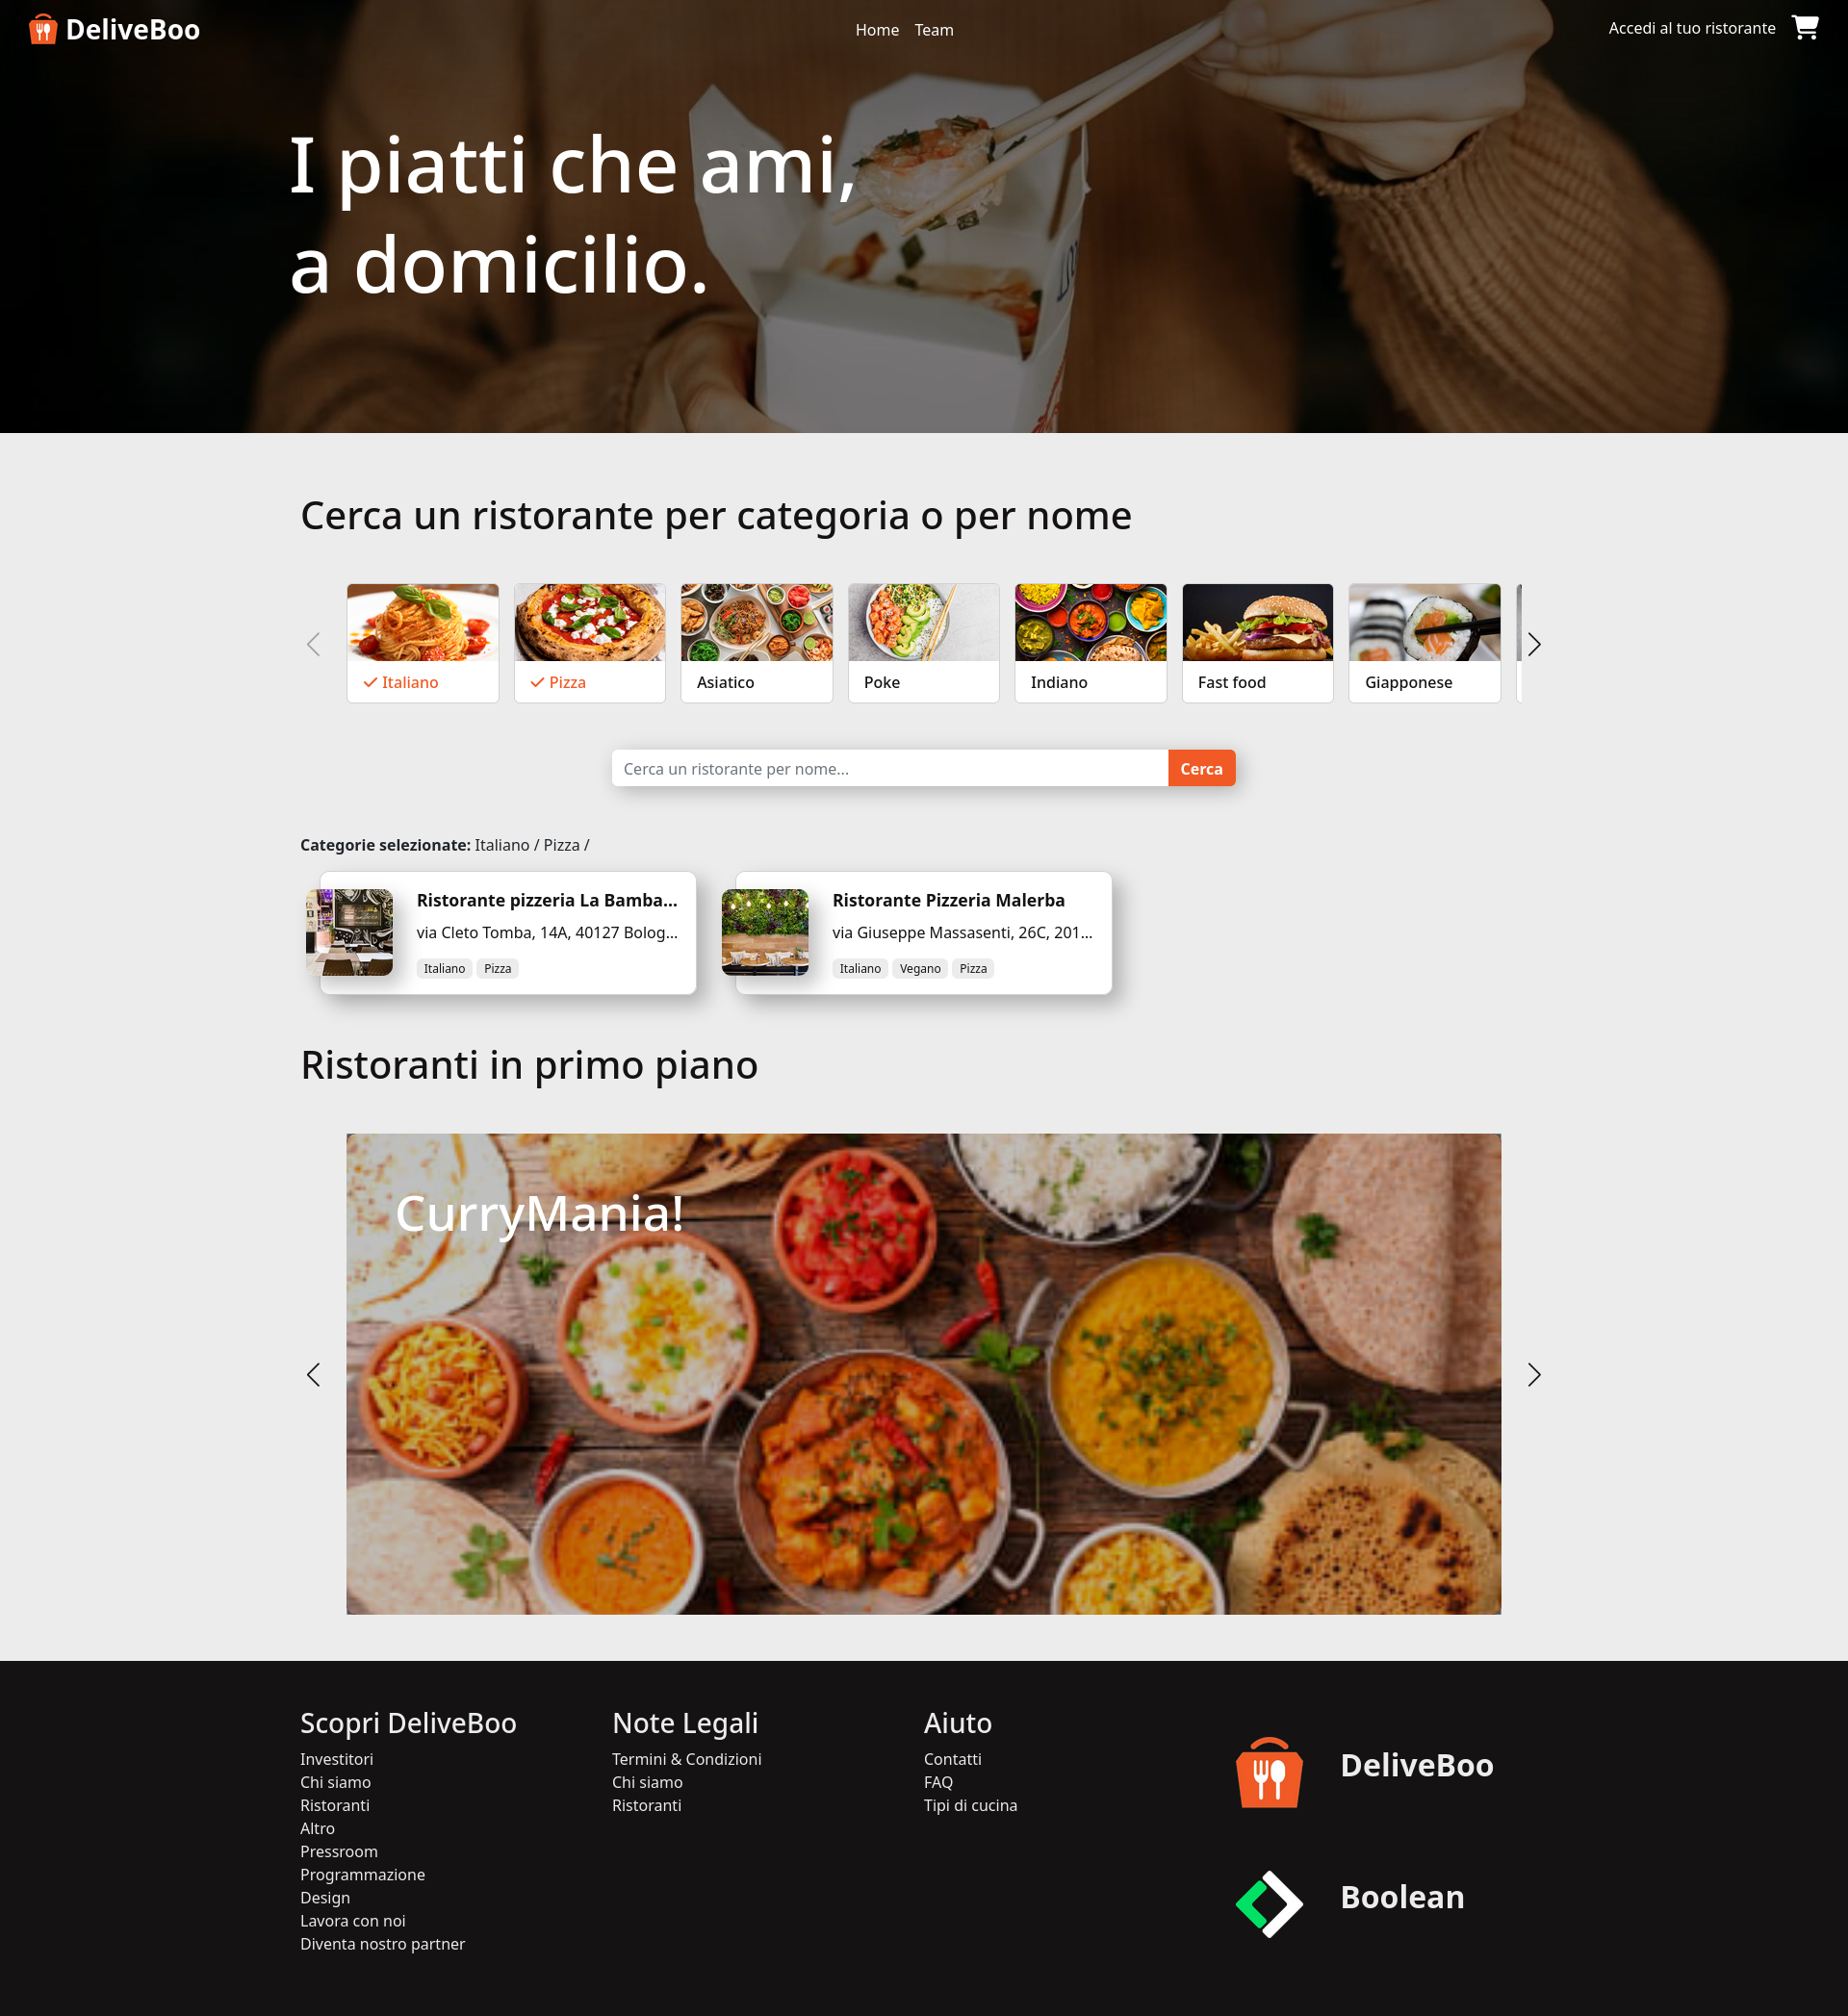 DeliveBoo
Home Team
Accedi al tuo ristorante
I piatti che ami,
a domicilio.
Cerca un ristorante per categoria o per nome
Italiano
Pizza
Asiatico
Poke
Indiano
Fast food
Giapponese
Cerca un ristorante per nome...
Cerca
Categorie selezionate: Italiano / Pizza /
Ristorante pizzeria La Bamba...
via Cleto Tomba, 14A, 40127 Bolog...
Italiano Pizza
Ristorante Pizzeria Malerba
via Giuseppe Massasenti, 26C, 201...
Italiano Vegano Pizza
Ristoranti in primo piano
CurryMania!
Scopri DeliveBoo
Investitori
Chi siamo
Ristoranti
Altro
Pressroom
Programmazione
Design
Lavora con noi
Diventa nostro partner
Note Legali
Termini & Condizioni
Chi siamo
Ristoranti
Aiuto
Contatti
FAQ
Tipi di cucina
DeliveBoo
Boolean